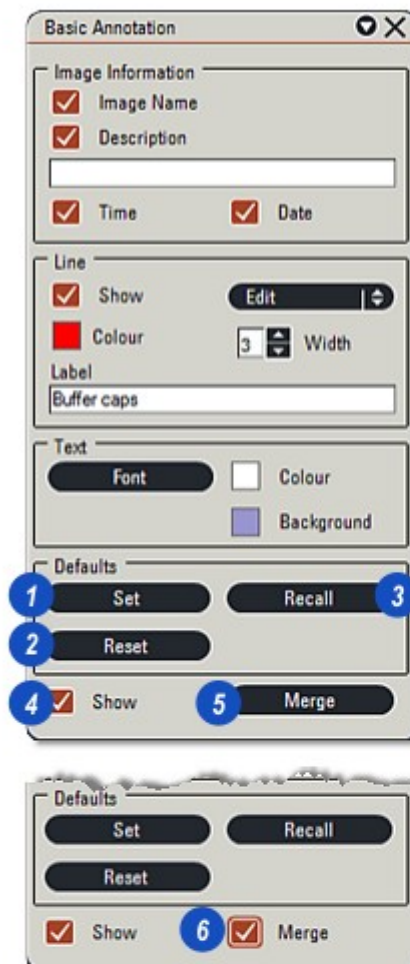 Basic Annotation
Image Information
Image Name
Description
Time Date
Line
Show Edit
Colour 3 Width
Label
Buffer caps
Text
Font Colour
Background
Defaults
1 Set Recall 3
2 Reset
4 Show 5 Merge
Defaults
Set Recall
Reset
Show 6 Merge